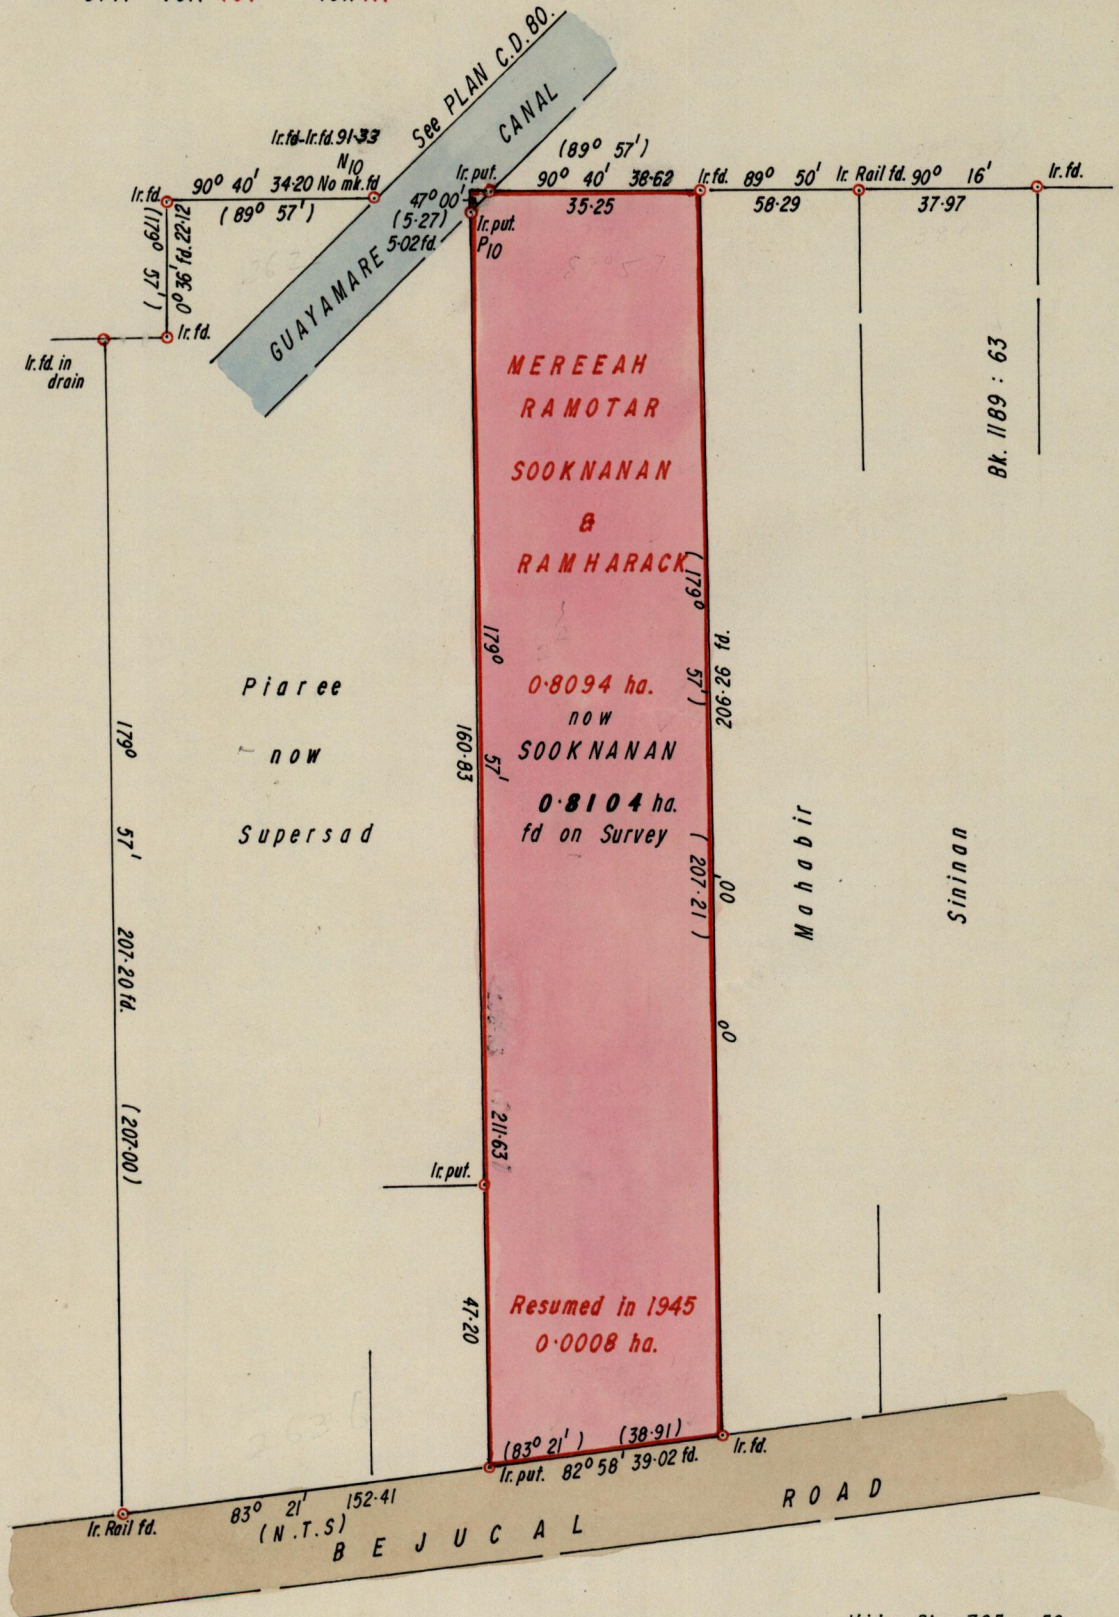 See PLAN C.D. 80.
CANAL
GUAYAMARE
Ir.fd-Ir.fd. 91·33
N10
Ir. fd. 90° 40' 34·20 No mk.fd
(89° 57')
(179° 57')
0° 36' fd. 22·12
Ir. fd.
Ir. fd. in
drain
Ir. put.
47° 00'
(5·27)
5·02 fd.
Ir. put.
P10
(89° 57')
90° 40' 38·62 Ir. fd. 89° 50' Ir. Rail fd. 90° 16' Ir. fd.
35·25 58·29 37·97
MEREEAH
RAMOTAR
SOOKNANAN
&
RAMHARACK
0·8094 ha.
now
SOOKNANAN
0·8104 ha.
fd on Survey
Piaree
now
Supersad
179° 57' 207·20 fd. (207·00)
179° 57' 211·63
160·83
47·20
(179° 57') (207·21)
206·26 fd. 00' 0°
Mahabir
Sininan
Bk. 1189 : 63
Ir. put.
Resumed in 1945
0·0008 ha.
(83° 21') (38·91)
Ir. put. 82° 58' 39·02 fd. Ir. fd.
Ir. Rail fd. 83° 21' 152·41
(N.T.S)
BEJUCAL ROAD